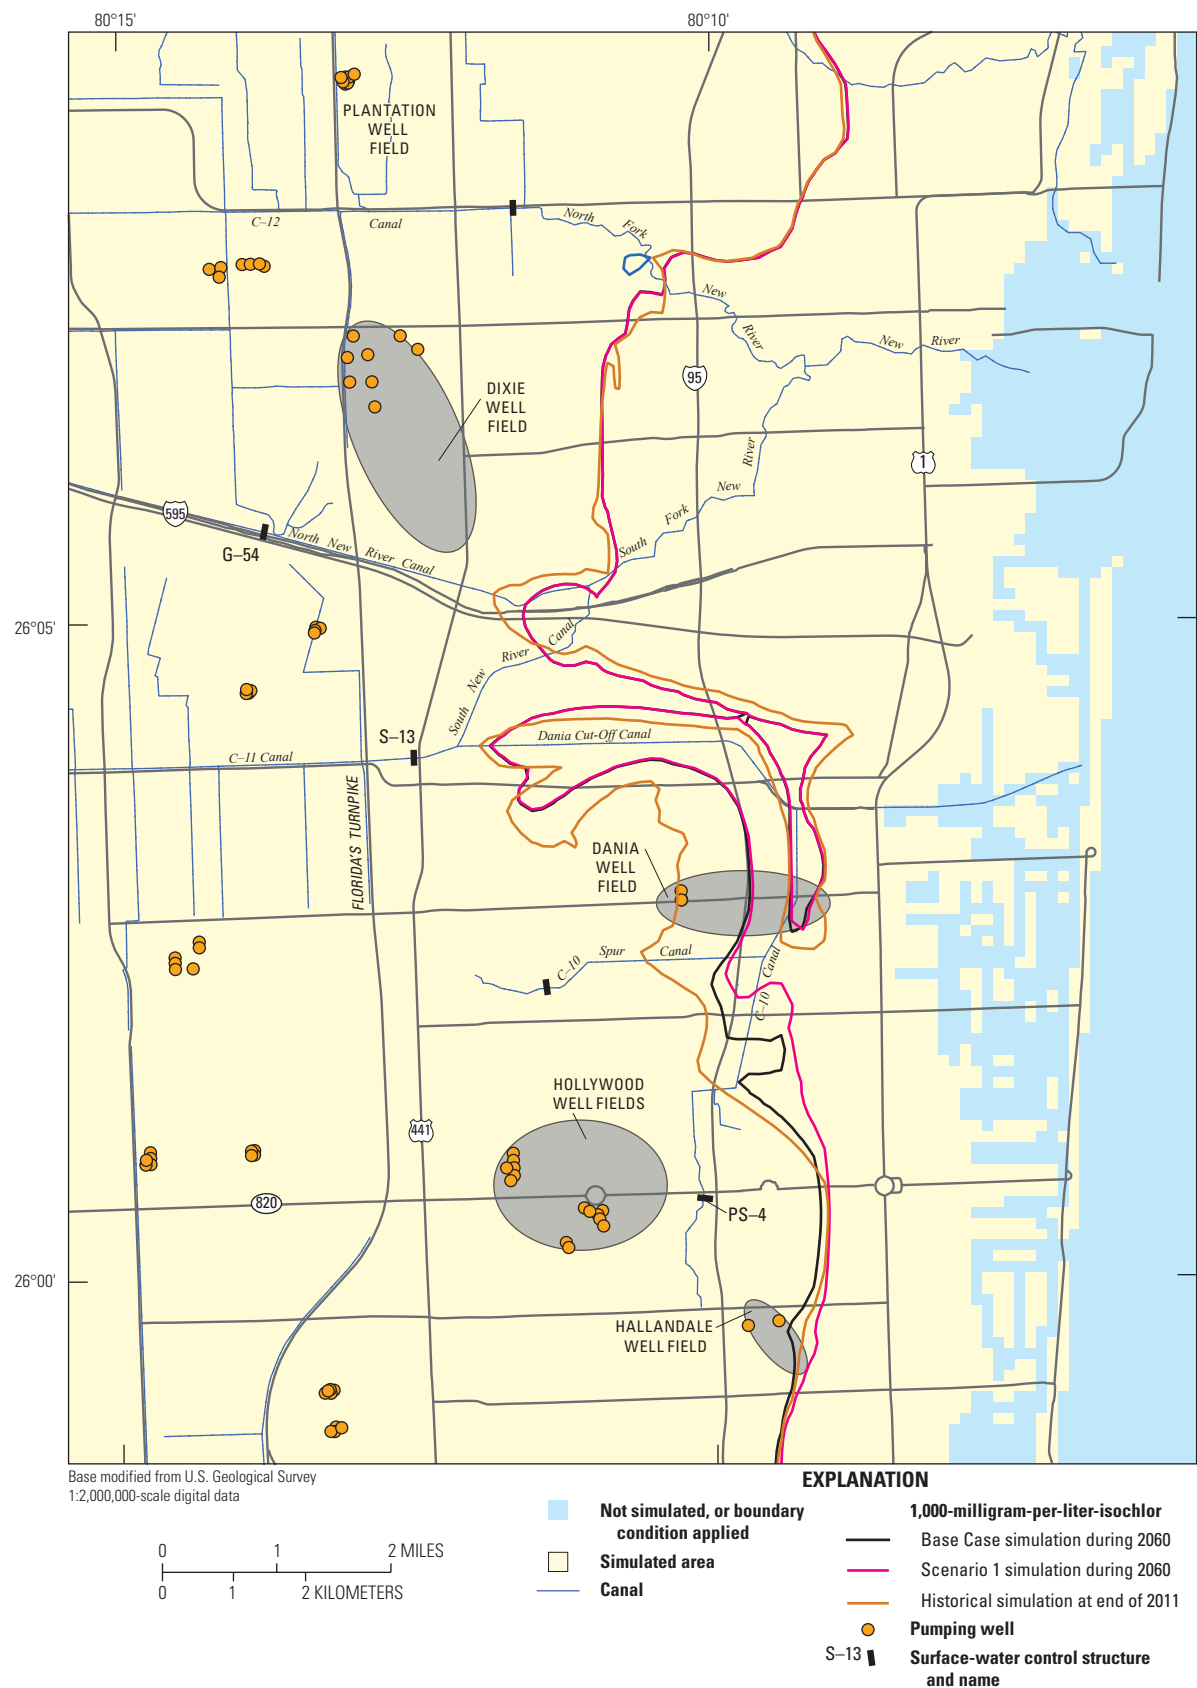 80°15'
80°10'
PLANTATION
WELL
FIELD
C–12
Canal
North
Fork
New
River
New
River
DIXIE
WELL
FIELD
95
1
River
New
Fork
South
595
G–54
North New River Canal
26°05'
Canal
River
New
South
S–13
Dania Cut-Off Canal
C–11 Canal
FLORIDA'S TURNPIKE
DANIA
WELL
FIELD
Spur
Canal
C–10
Canal
C–10
HOLLYWOOD
WELL FIELDS
441
820
PS–4
26°00'
HALLANDALE
WELL FIELD
Base modified from U.S. Geological Survey
1:2,000,000-scale digital data
0 1 2 MILES
0 1 2 KILOMETERS
EXPLANATION
Not simulated, or boundary
condition applied
Simulated area
Canal
1,000-milligram-per-liter-isochlor
Base Case simulation during 2060
Scenario 1 simulation during 2060
Historical simulation at end of 2011
Pumping well
S–13
Surface-water control structure
and name